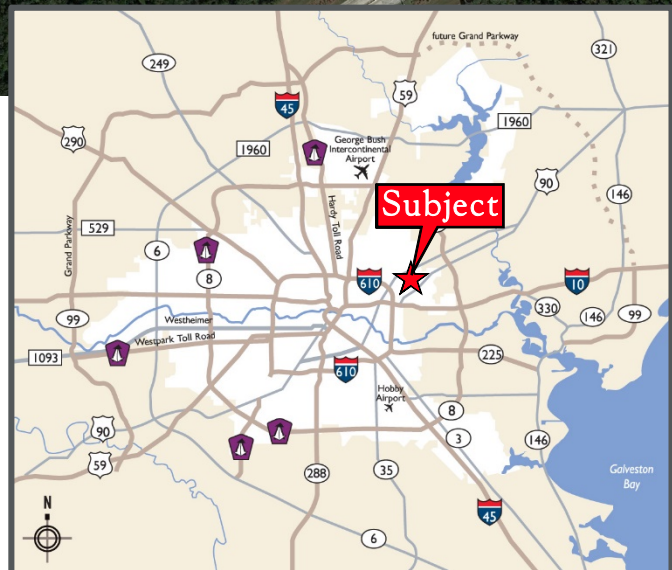 future Grand Parkway
321
249
59
45
290
1960
1960
George Bush
Intercontinental
Airport
90
146
Subject
Hardy Toll Road
529
Grand Parkway
6
8
610
10
99
330
146
99
Westheimer
Westpark Toll Road
1093
225
610
Hobby
Airport
8
3
90
59
146
288
35
Galveston
Bay
45
6
N